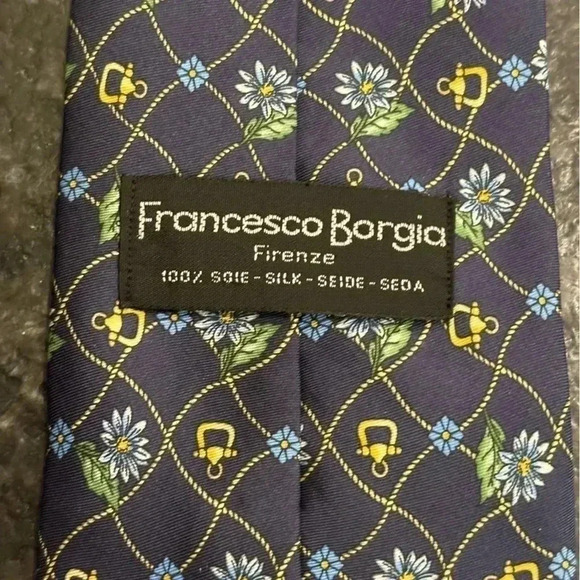 Francesco Borgia
Firenze
100% SOIE-SILK-SEIDE-SEDA